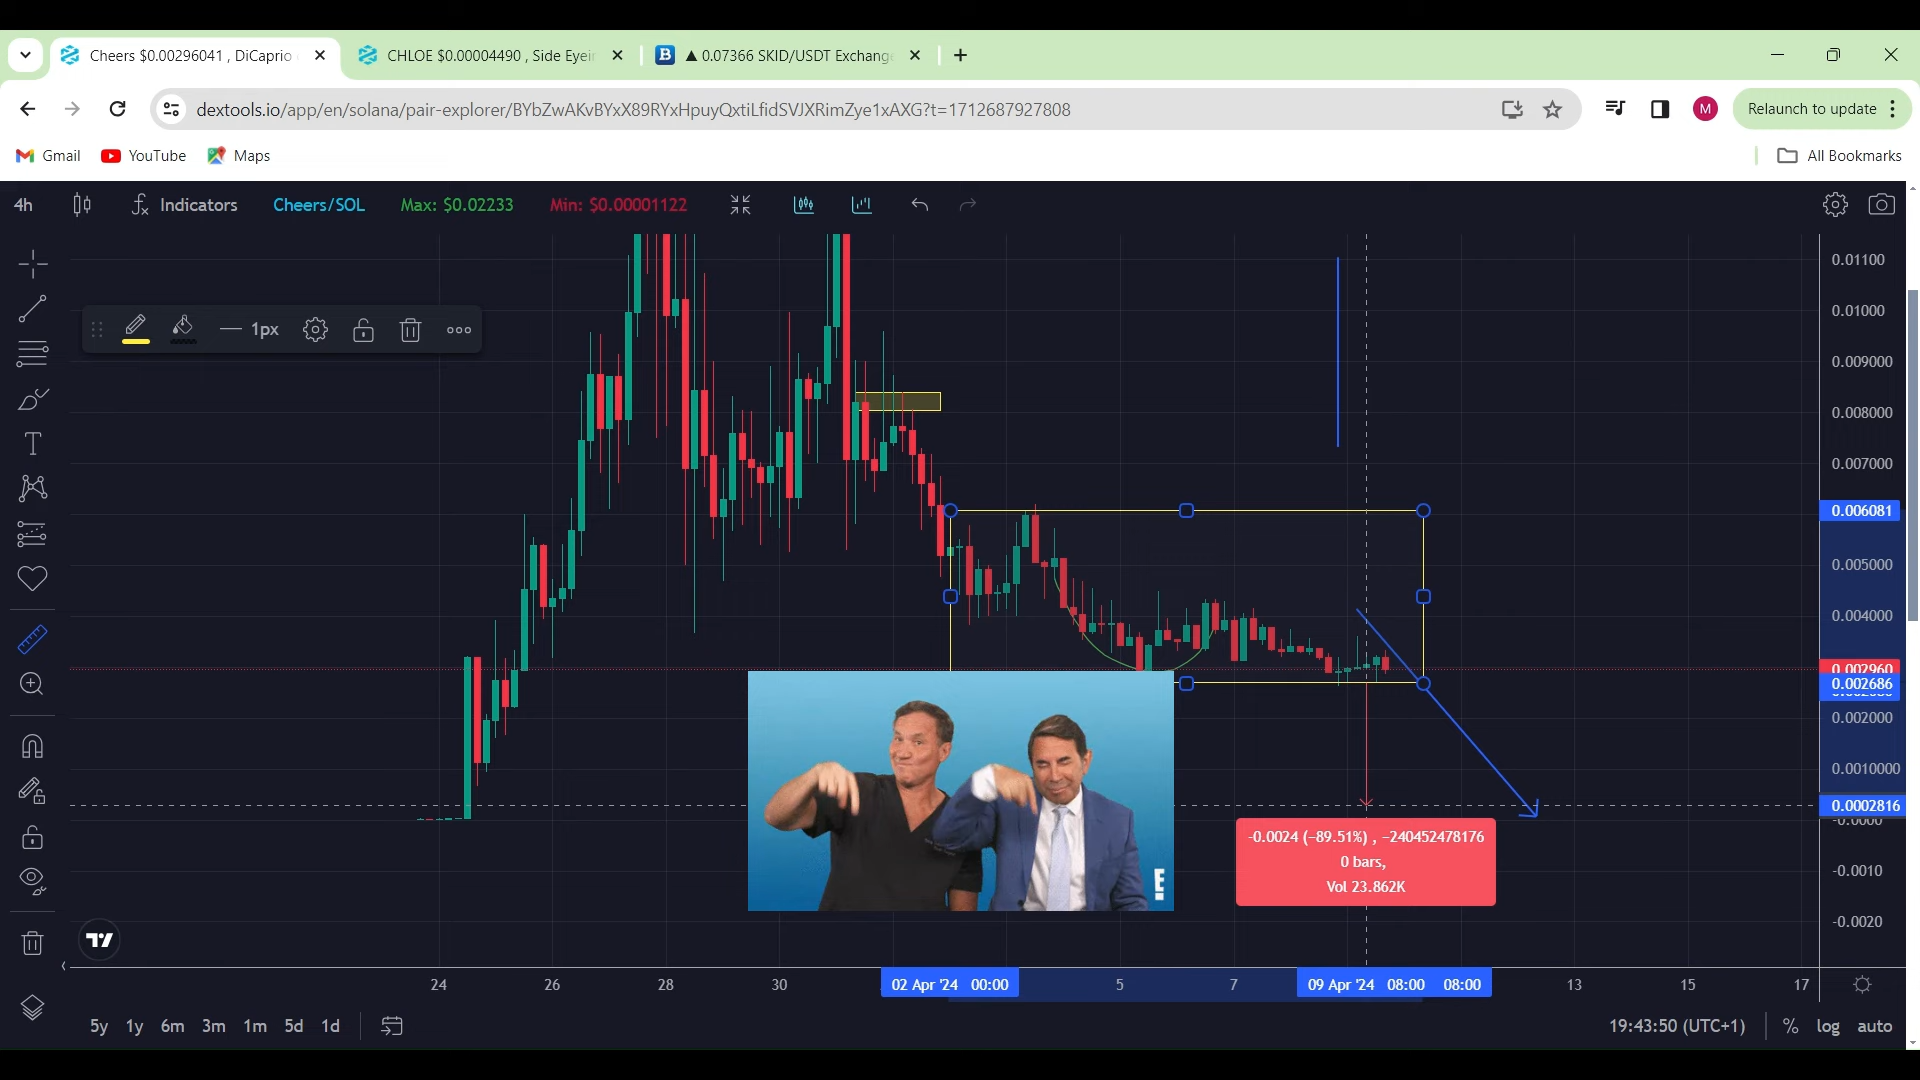 Cheers $0.00296041 , DiCaprio
CHLOE $0.00004490 , Side Eyein
▲ 0.07366 SKID/USDT Exchang
dextools.io/app/en/solana/pair-explorer/BYbZwAKvBYxX89RYxHpuyQxtiLfidSVJXRimZye1xAXG?t=1712687927808
M
Relaunch to update
Gmail
YouTube
Maps
All Bookmarks
4h
Indicators
Cheers/SOL
Max: $0.02233
Min: $0.00001122
1px
0.01100
0.01000
0.009000
0.008000
0.007000
0.006081
0.005000
0.004000
0.002960
0.002686
0.002000
0.0010000
0.0002816
-0.0000
-0.0010
-0.0020
-0.0024 (-89.51%) , -240452478176
0 bars,
Vol 23.862K
E!
24
26
28
30
02 Apr '24 00:00
5
7
09 Apr '24 08:00
08:00
13
15
17
5y 1y 6m 3m 1m 5d 1d
19:43:50 (UTC+1)
% log auto